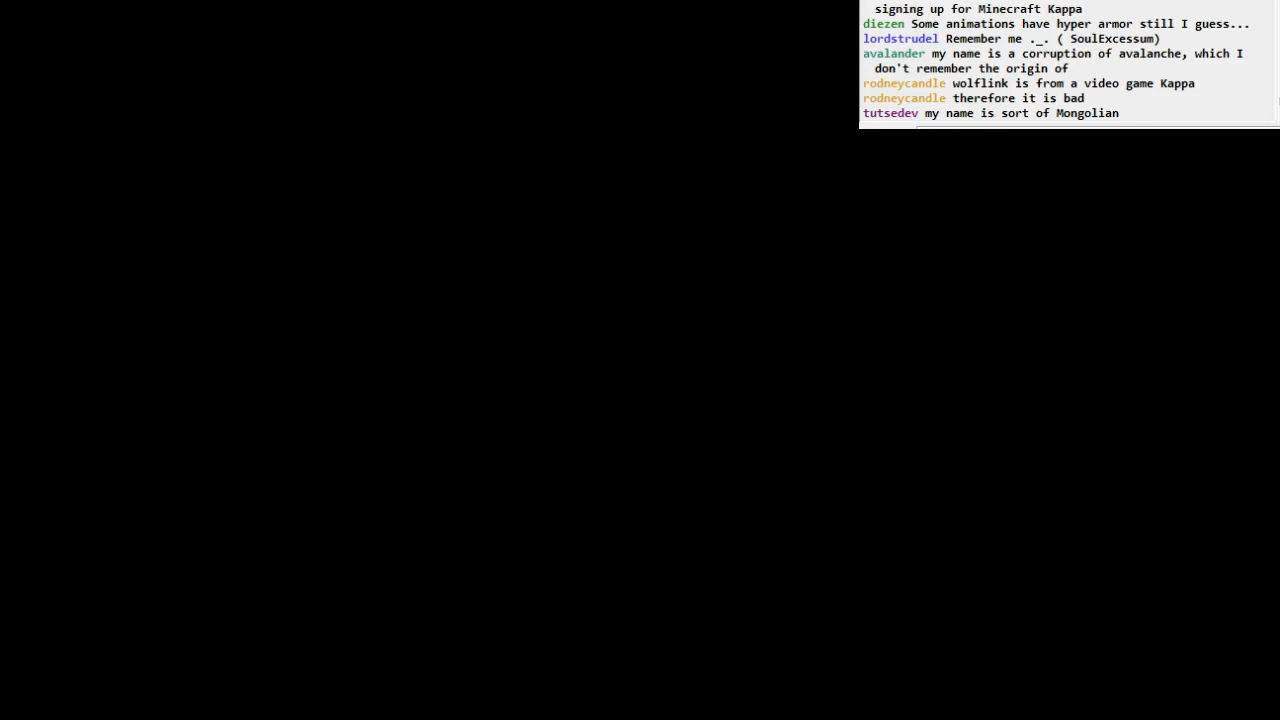 signing up for Minecraft Kappa
diezen Some animations have hyper armor still I guess...
lordstrudel Remember me ._. ( SoulExcessum)
avalander my name is a corruption of avalanche, which I
don't remember the origin of
rodneycandle wolflink is from a video game Kappa
rodneycandle therefore it is bad
tutsedev my name is sort of Mongolian